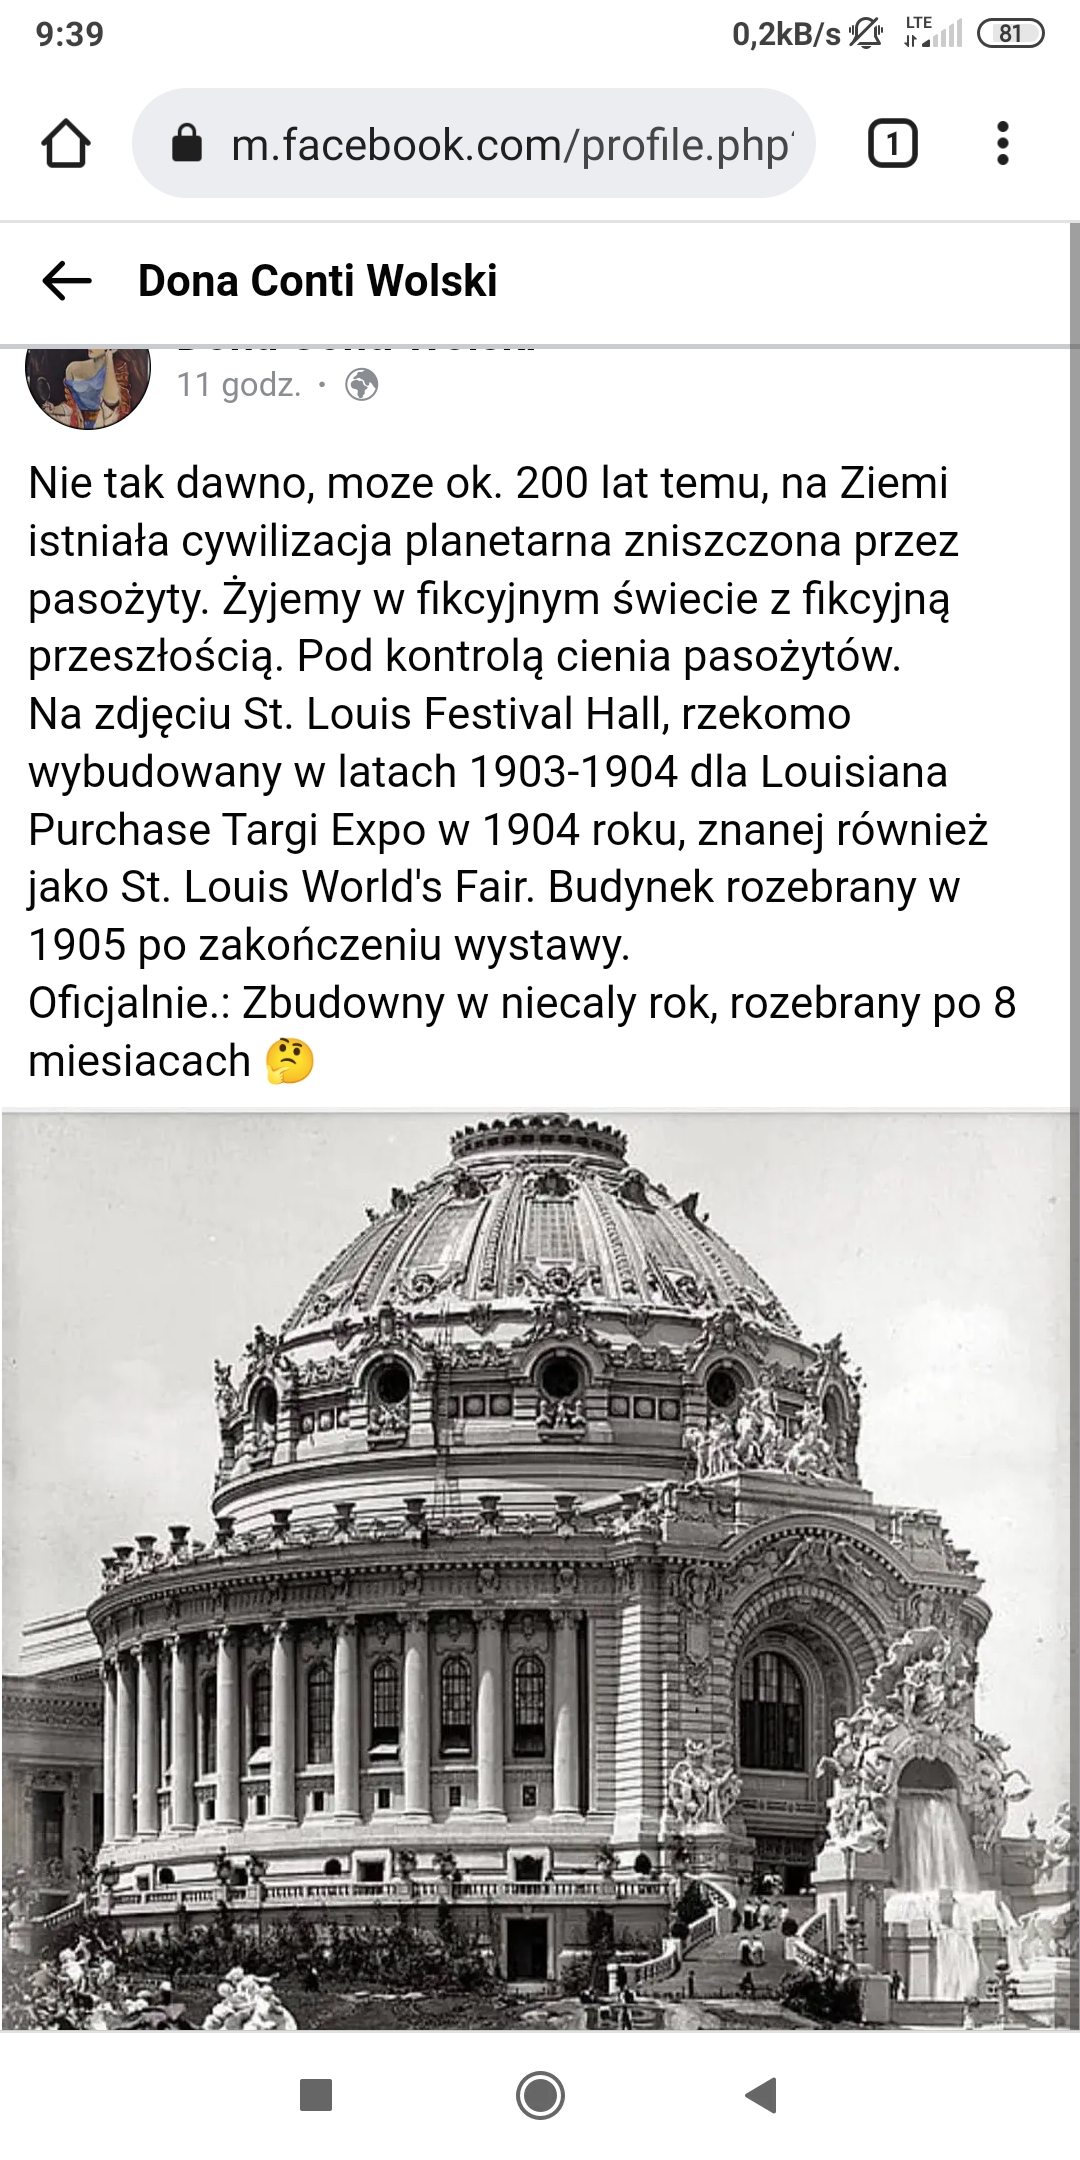 9:39
0,2kB/s
LTE
81
m.facebook.com/profile.php
1
Dona Conti Wolski
11 godz. ·
Nie tak dawno, moze ok. 200 lat temu, na Ziemi
istniała cywilizacja planetarna zniszczona przez
pasożyty. Żyjemy w fikcyjnym świecie z fikcyjną
przeszłością. Pod kontrolą cienia pasożytów.
Na zdjęciu St. Louis Festival Hall, rzekomo
wybudowany w latach 1903-1904 dla Louisiana
Purchase Targi Expo w 1904 roku, znanej również
jako St. Louis World's Fair. Budynek rozebrany w
1905 po zakończeniu wystawy.
Oficjalnie.: Zbudowny w niecaly rok, rozebrany po 8
miesiacach 🤔